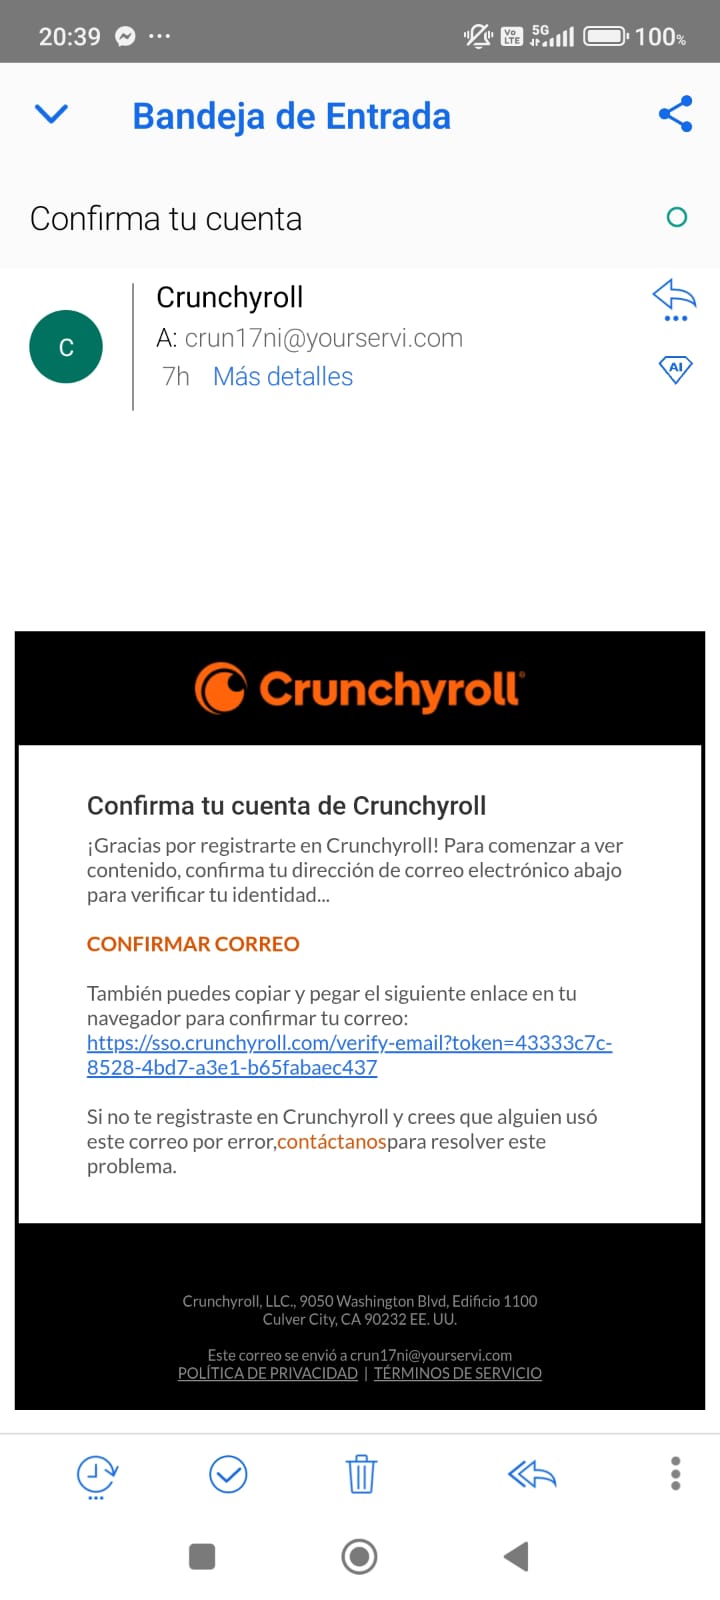 20:39
Vo LTE 5G 100%
Bandeja de Entrada
Confirma tu cuenta
C
Crunchyroll
A: crun17ni@yourservi.com
7h Más detalles
AI
Crunchyroll®
Confirma tu cuenta de Crunchyroll
¡Gracias por registrarte en Crunchyroll! Para comenzar a ver
contenido, confirma tu dirección de correo electrónico abajo
para verificar tu identidad...
CONFIRMAR CORREO
También puedes copiar y pegar el siguiente enlace en tu
navegador para confirmar tu correo:
https://sso.crunchyroll.com/verify-email?token=43333c7c-
8528-4bd7-a3e1-b65fabaec437
Si no te registraste en Crunchyroll y crees que alguien usó
este correo por error,contáctanospara resolver este
problema.
Crunchyroll, LLC., 9050 Washington Blvd, Edificio 1100
Culver City, CA 90232 EE. UU.
Este correo se envió a crun17ni@yourservi.com
POLÍTICA DE PRIVACIDAD | TÉRMINOS DE SERVICIO